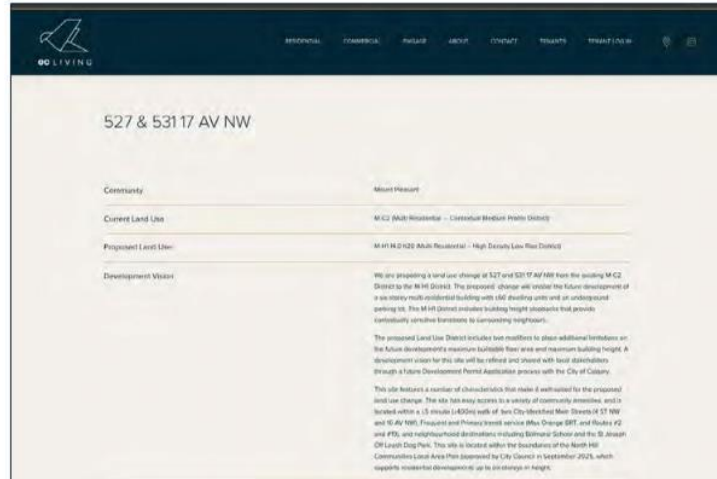 RESIDENTIAL COMMERCIAL ENGAGE ABOUT CONTACT TENANTS TENANT LOG IN
ec LIVING
527 & 531 17 AV NW
Community Mount Pleasant
Current Land Use M-C2 (Multi Residential – Contextual Medium Profile District)
Proposed Land Use M-H1 h22 (Multi Residential – High Density Low Rise District)
Development Vision We are proposing a land use change at 527 and 531 17 AV NW from the existing M-C2
District to the M-H1 District. The proposed change will enable the future development of
a six-storey multi-residential building with ±60 dwelling units and an underground
parking lot. The M-H1 District includes building height stepbacks that provide
contextually sensitive transitions to surrounding neighbours.
The proposed Land Use District includes two modifiers to place additional limitations on
the future development's maximum buildable floor area and maximum building height. A
development vision for this site will be refined and shared with local stakeholders
through a future Development Permit Application process with the City of Calgary.
This site features a number of characteristics that make it well-suited for the proposed
land use change. The site has easy access to a variety of community amenities, and is
located within a ±5 minute (±400m) walk of two City-identified Main Streets (4 ST NW
and 16 AV NW), Frequent and Primary transit service (Max Orange BRT, and Routes #2
and #19), and neighbourhood destinations including Balmoral School and the St Joseph
Off Leash Dog Park. This site is located within the boundaries of the North Hill
Communities Local Area Plan (approved by City Council in September 2021), which
supports residential developments up to six storeys in height.